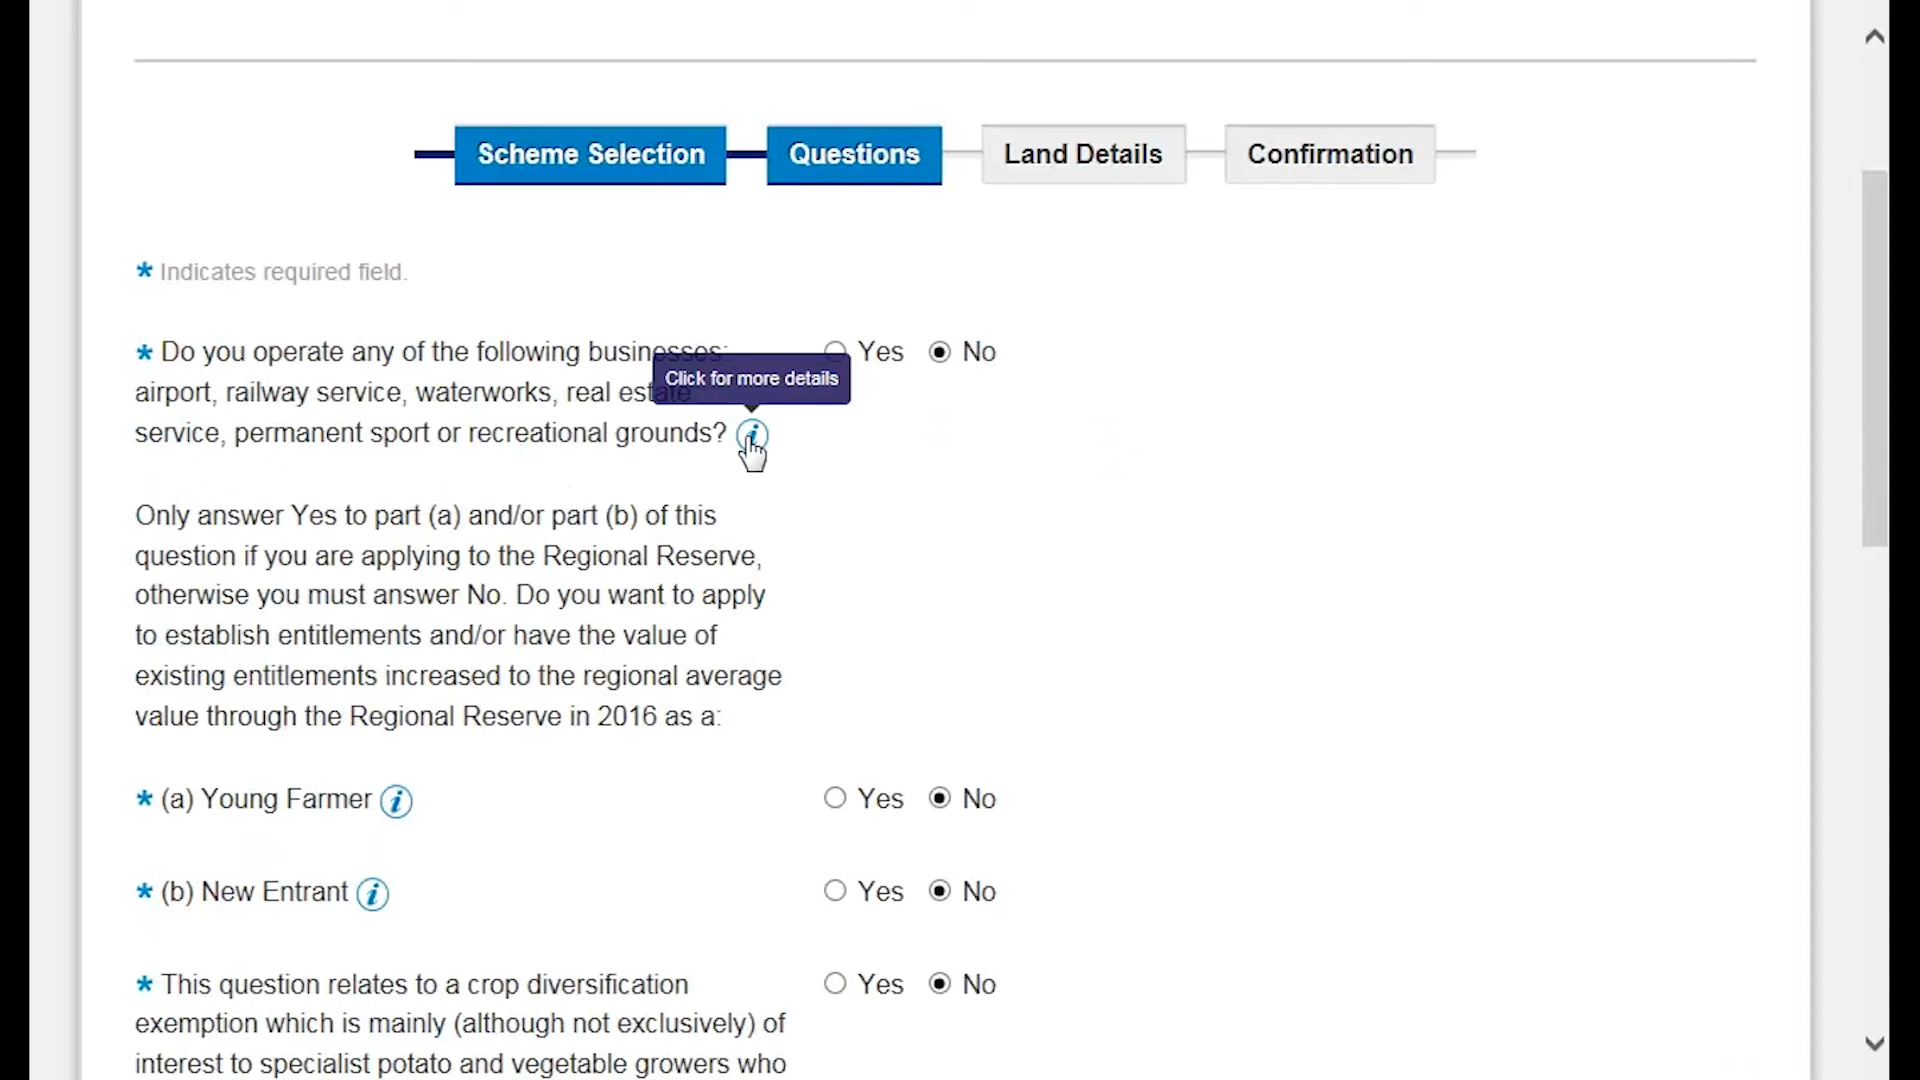 Scheme Selection Questions Land Details Confirmation
* Indicates required field.
* Do you operate any of the following businesses: Yes No
Click for more details
airport, railway service, waterworks, real estate
service, permanent sport or recreational grounds? i
Only answer Yes to part (a) and/or part (b) of this
question if you are applying to the Regional Reserve,
otherwise you must answer No. Do you want to apply
to establish entitlements and/or have the value of
existing entitlements increased to the regional average
value through the Regional Reserve in 2016 as a:
* (a) Young Farmer i Yes No
* (b) New Entrant i Yes No
* This question relates to a crop diversification Yes No
exemption which is mainly (although not exclusively) of
interest to specialist potato and vegetable growers who